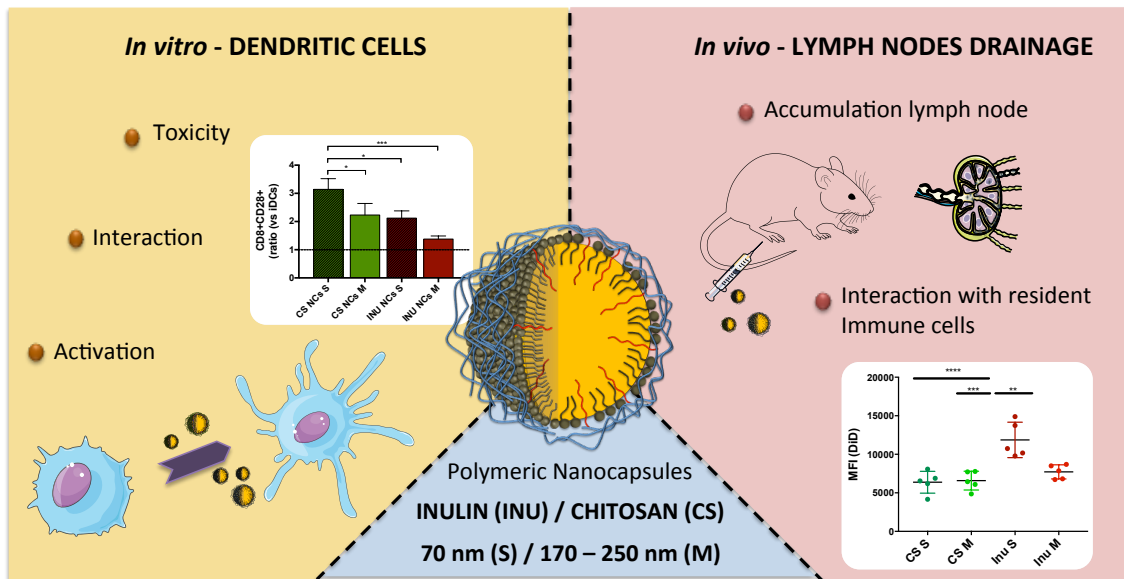 In vitro - DENDRITIC CELLS
Toxicity
Interaction
Activation
CD8+CD28+
ratio (vs iDCs)
4
3
2
1
0
***
*
*
CS NCs S
CS NCs M
INU NCs S
INU NCs M
In vivo - LYMPH NODES DRAINAGE
Accumulation lymph node
Interaction with resident
Immune cells
MFI (DiD)
20000
15000
10000
5000
0
****
***
**
CS S
CS M
Inu S
Inu M
Polymeric Nanocapsules
INULIN (INU) / CHITOSAN (CS)
70 nm (S) / 170 – 250 nm (M)